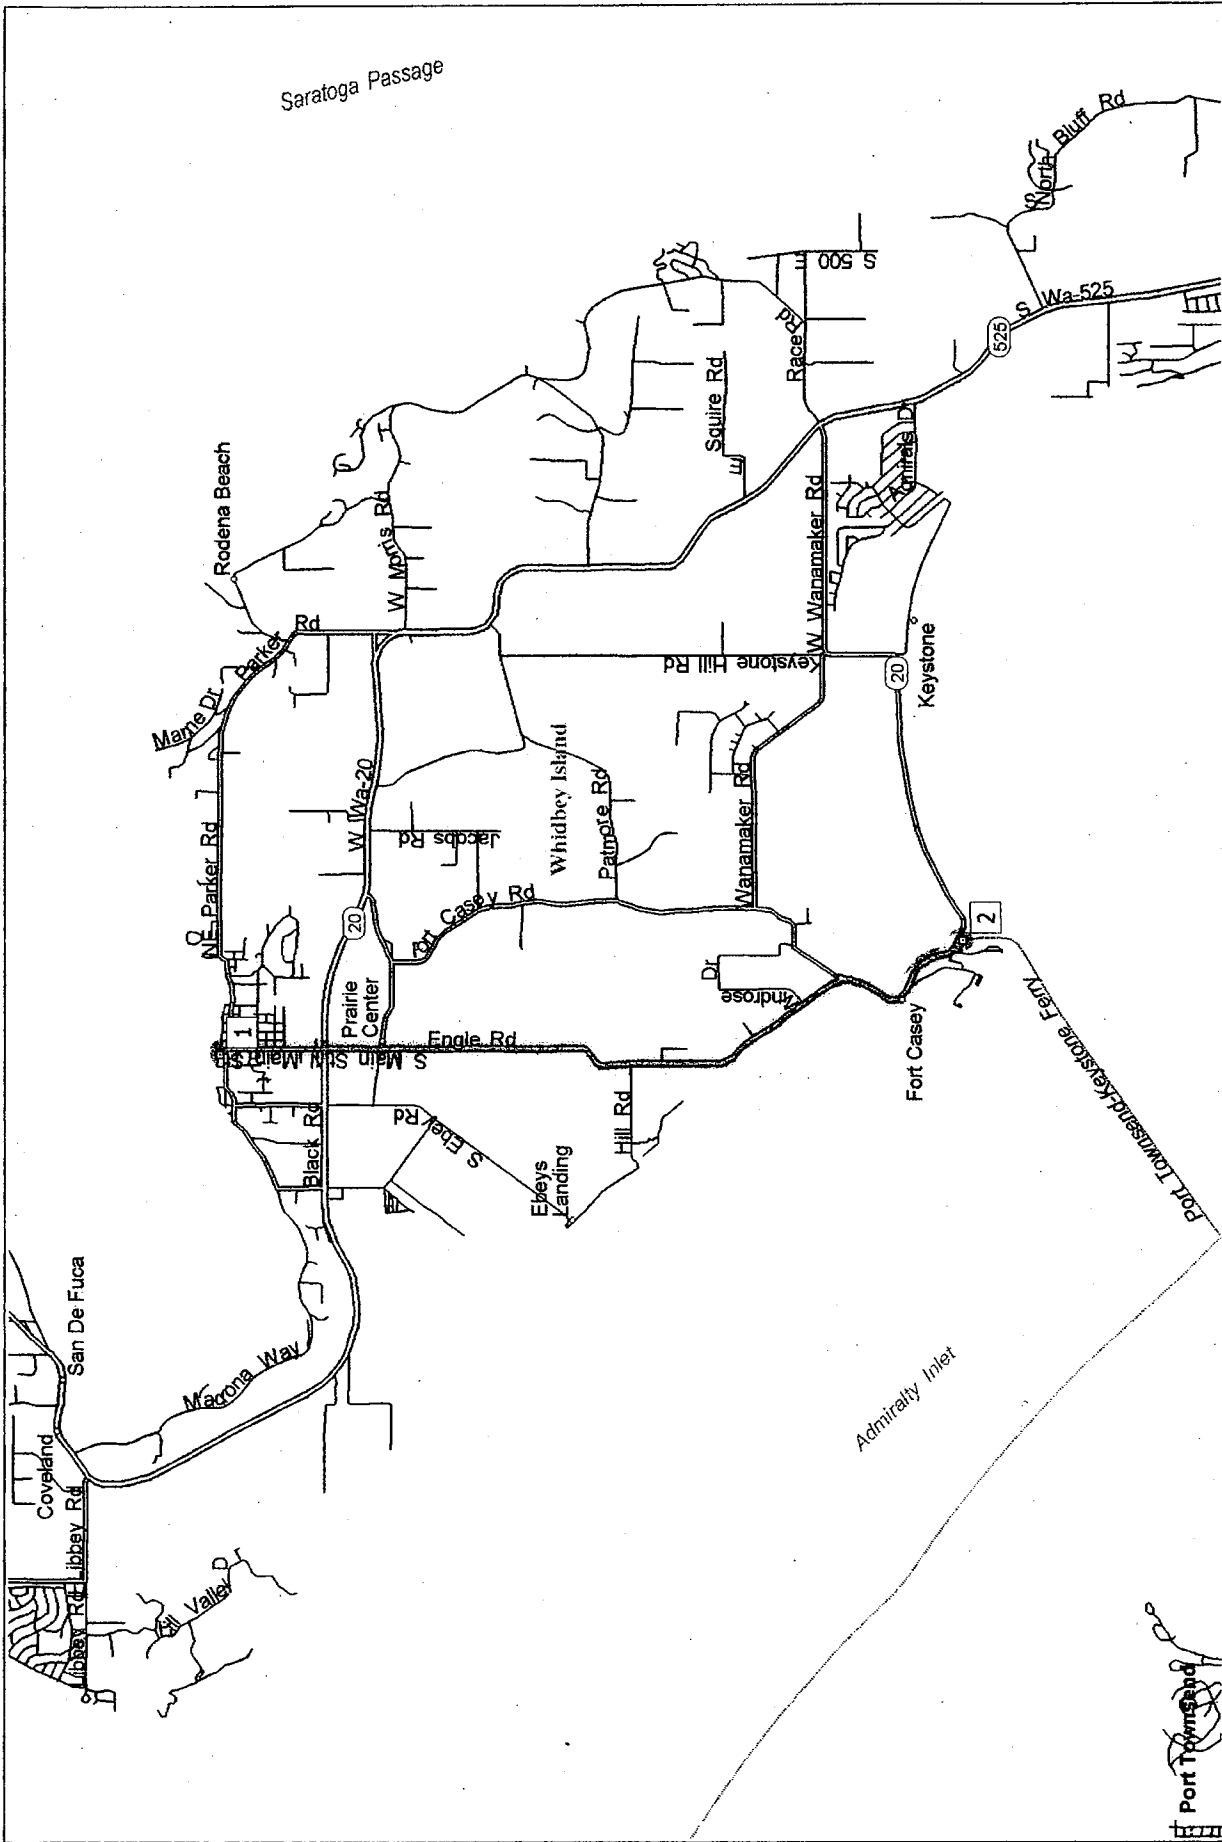 Saratoga Passage
North Bluff Rd
S
S 500 E
Wa-525
S
525
Race Rd
Squire Rd
Admirals Dr
Rodena Beach
W Morris Rd
W Wanamaker Rd
Parker Rd
Marne Dr
Keystone Hill Rd
20
Keystone
NE Parker Rd
W Wa-20
Jacobs Rd
Whidbey Island
Patmore Rd
Wanamaker Rd
20
Fort Casey Rd
Prairie
Center
1
2
Windrose Dr
Engle Rd
S Main St
N Main St
Fort Casey
Port Townsend-Keystone Ferry
Black Rd
S Ebey Rd
Hill Rd
Ebeys
Landing
San De Fuca
Madrona Way
Admiralty Inlet
Coveland
Libbey Rd
Libbey Rd
Hill Valley Dr
Port Townsend